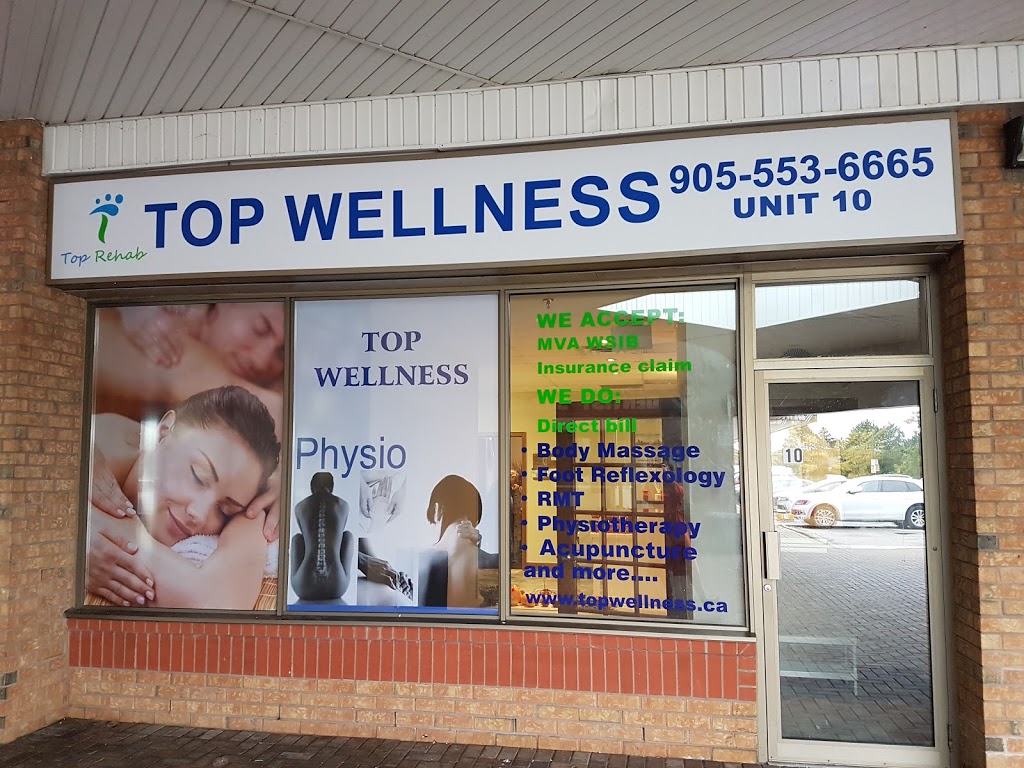 Top Rehab
TOP WELLNESS
905-553-6665
UNIT 10
TOP
WELLNESS
Physio
WE ACCEPT:
MVA WSIB
Insurance claim
WE DO:
Direct bill
• Body Massage
• Foot Reflexology
• RMT
• Physiotherapy
• Acupuncture
and more....
www.topwellness.ca
10